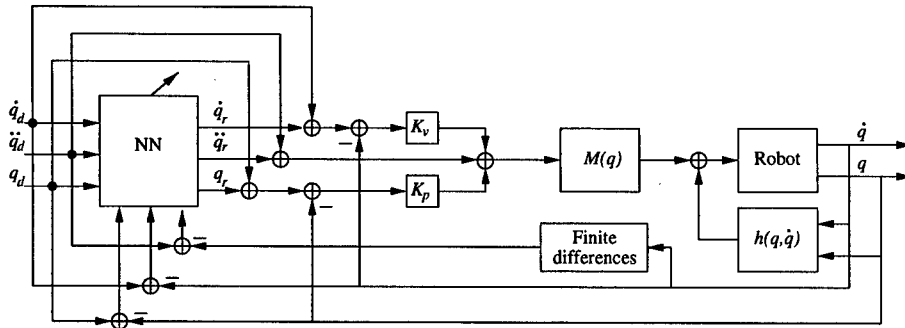 q̇_d
q̈_d
q_d
NN
q̇_r
q̈_r
q_r
−
−
K_v
K_p
M(q)
Robot
q̇
q
h(q,q̇)
Finite
differences
−
−
−